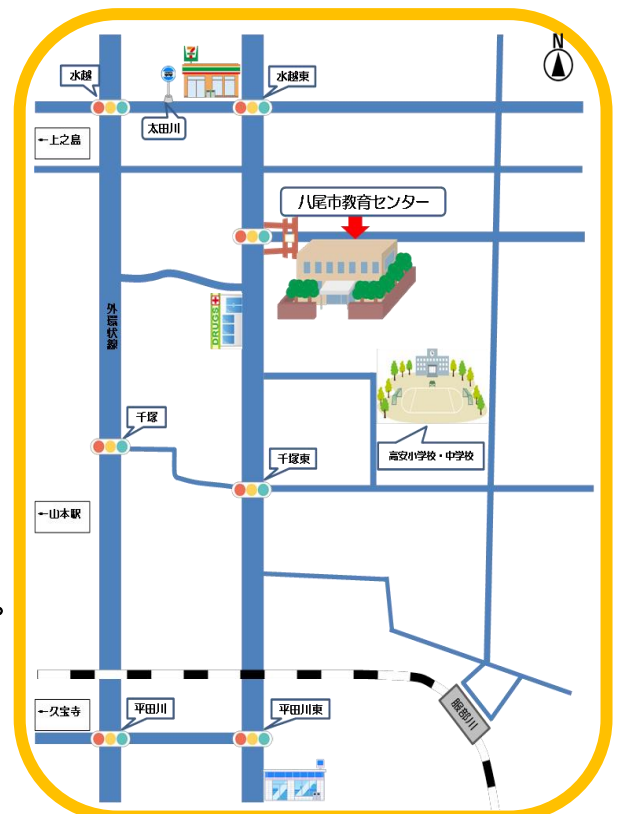 N
7
水越
水越東
太田川
←上之島
八尾市教育センター
外環状線
DRUGS
千塚
千塚東
高安小学校・中学校
←山本駅
。
服部川
←久宝寺
平田川
平田川東